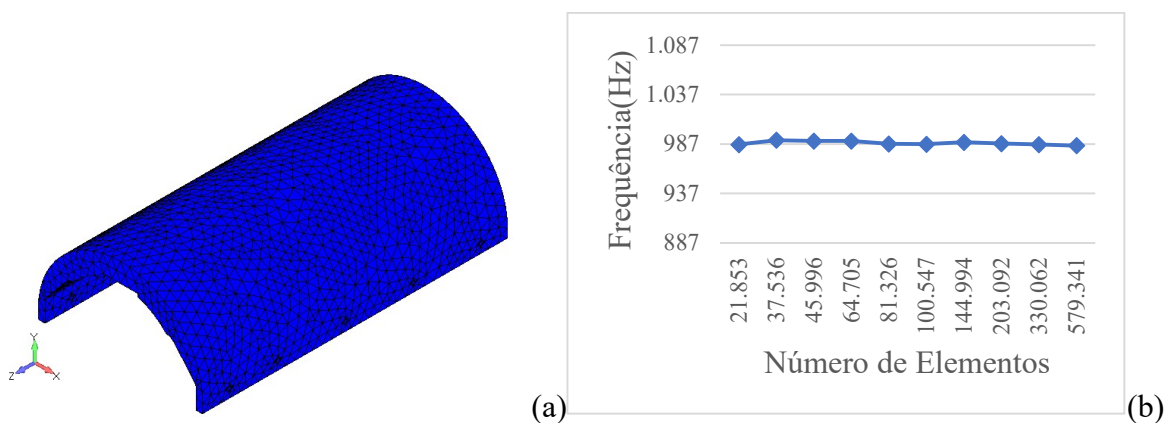 Y
Z
X
(a)
Frequência(Hz)
1.087
1.037
987
937
887
21.853
37.536
45.996
64.705
81.326
100.547
144.994
203.092
330.062
579.341
Número de Elementos
(b)